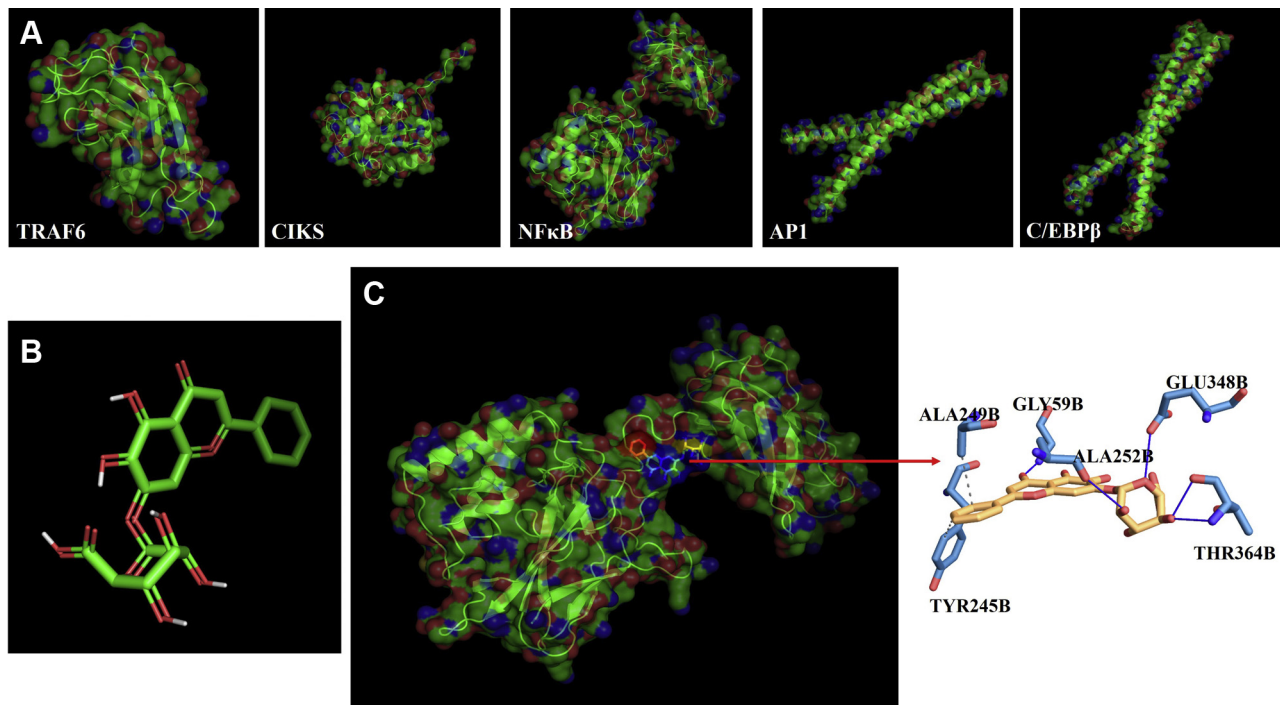 A
TRAF6
CIKS
NFκB
AP1
C/EBPβ
B
C
ALA249B
GLY59B
GLU348B
ALA252B
THR364B
TYR245B